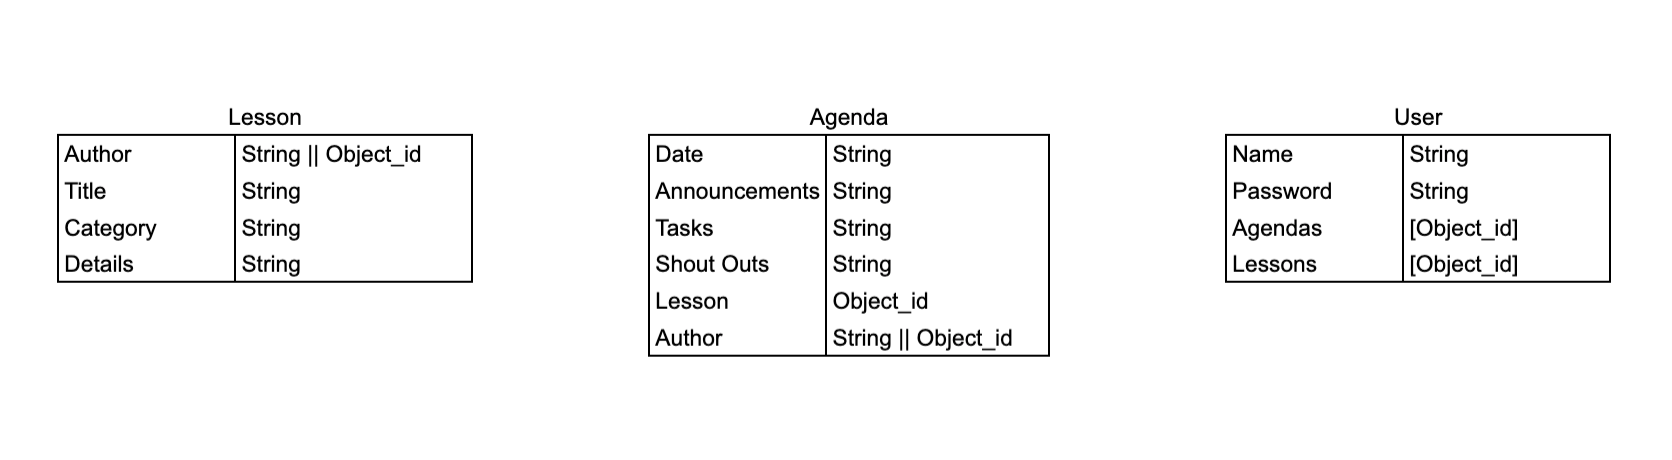 Lesson
Author String || Object_id
Title String
Category String
Details String
Agenda
Date String
Announcements String
Tasks String
Shout Outs String
Lesson Object_id
Author String || Object_id
User
Name String
Password String
Agendas [Object_id]
Lessons [Object_id]